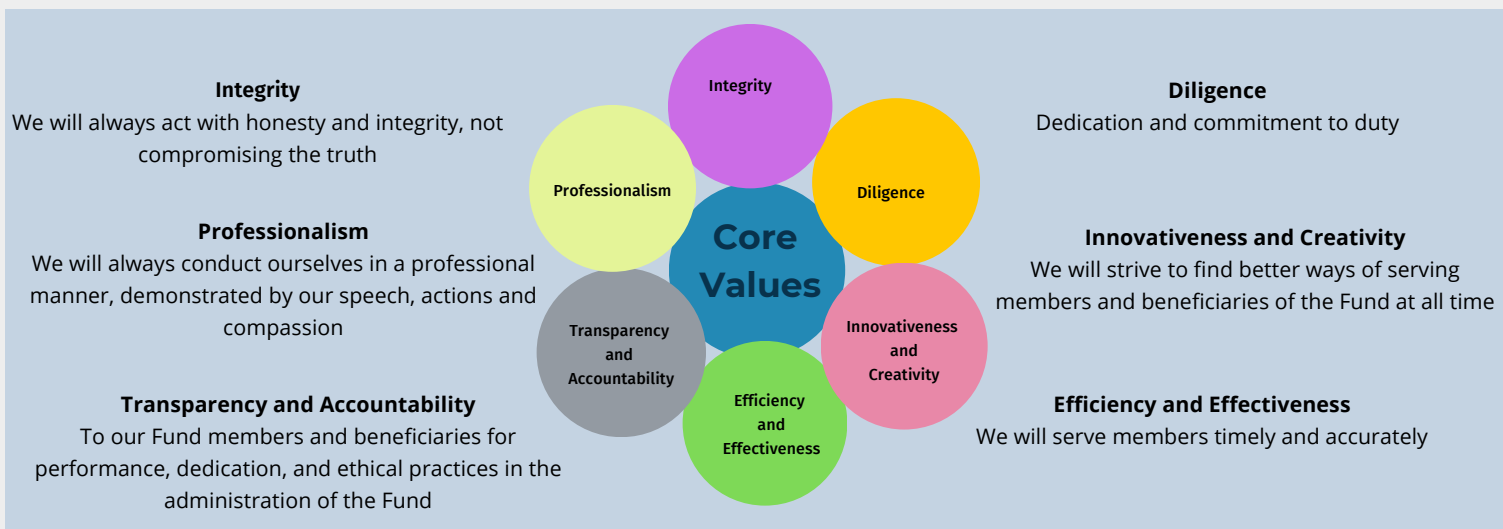 Integrity
We will always act with honesty and integrity, not
compromising the truth
Professionalism
We will always conduct ourselves in a professional
manner, demonstrated by our speech, actions and
compassion
Transparency and Accountability
To our Fund members and beneficiaries for
performance, dedication, and ethical practices in the
administration of the Fund
Integrity
Professionalism
Diligence
Core
Values
Transparency
and
Accountability
Innovativeness
and
Creativity
Efficiency
and
Effectiveness
Diligence
Dedication and commitment to duty
Innovativeness and Creativity
We will strive to find better ways of serving
members and beneficiaries of the Fund at all time
Efficiency and Effectiveness
We will serve members timely and accurately